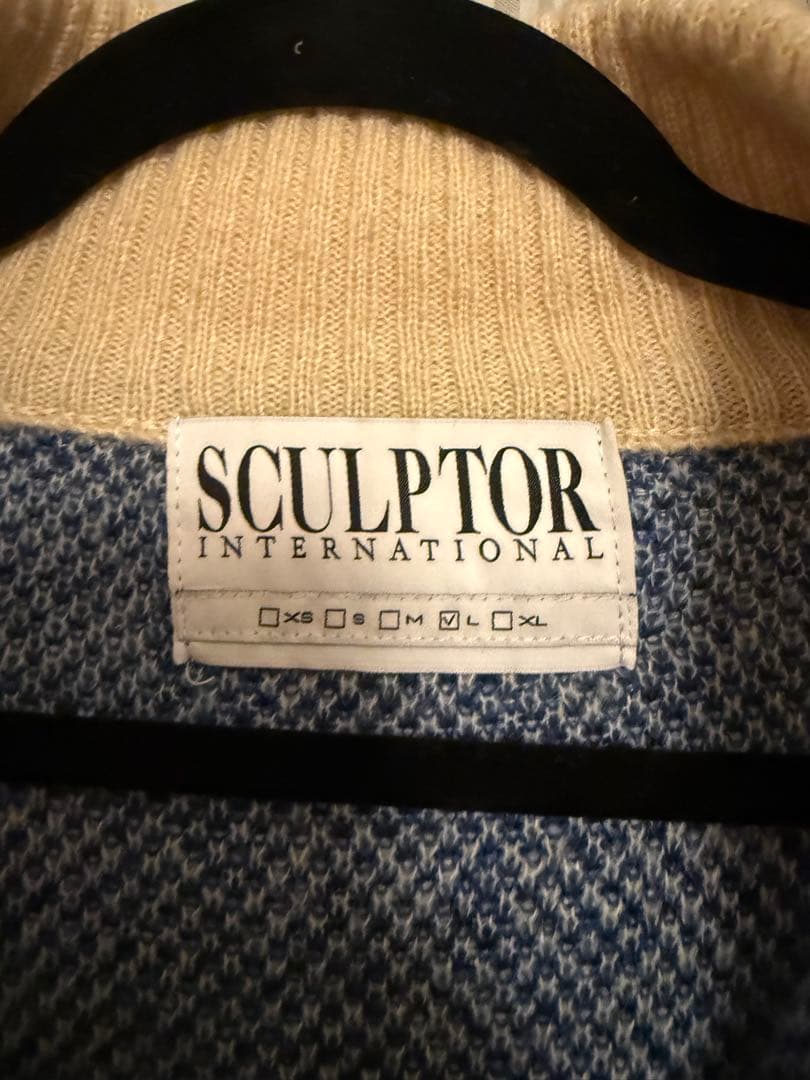 SCULPTOR
INTERNATIONAL
☐XS ☐S ☐M ☑L ☐XL